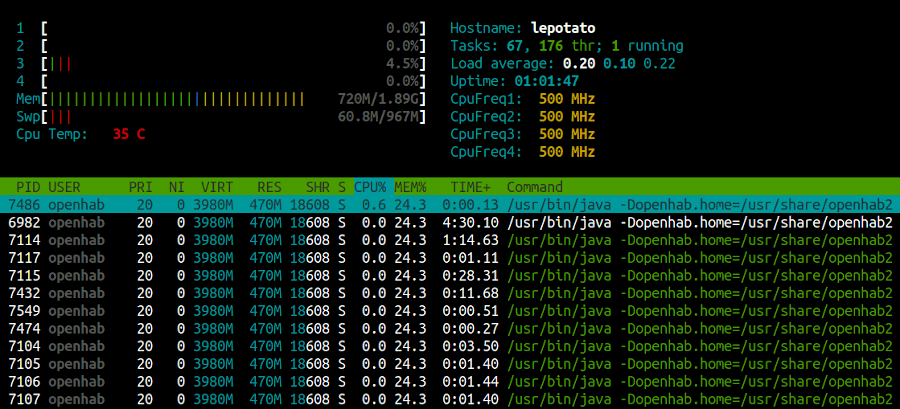 1 [ 0.0%] Hostname: lepotato
2 [ 0.0%] Tasks: 67, 176 thr; 1 running
3 [||| 4.5%] Load average: 0.20 0.10 0.22
4 [ 0.0%] Uptime: 01:01:47
Mem[||||||||||||||||||||||||||||||||||||||| 720M/1.89G] CpuFreq1: 500 MHz
Swp[||| 60.8M/967M] CpuFreq2: 500 MHz
Cpu Temp: 35 C CpuFreq3: 500 MHz
CpuFreq4: 500 MHz
PID USER PRI NI VIRT RES SHR S CPU% MEM% TIME+ Command
7486 openhab 20 0 3980M 470M 18608 S 0.6 24.3 0:00.13 /usr/bin/java -Dopenhab.home=/usr/share/openhab2
6982 openhab 20 0 3980M 470M 18608 S 0.0 24.3 4:30.10 /usr/bin/java -Dopenhab.home=/usr/share/openhab2
7114 openhab 20 0 3980M 470M 18608 S 0.0 24.3 1:14.63 /usr/bin/java -Dopenhab.home=/usr/share/openhab2
7117 openhab 20 0 3980M 470M 18608 S 0.0 24.3 0:01.11 /usr/bin/java -Dopenhab.home=/usr/share/openhab2
7115 openhab 20 0 3980M 470M 18608 S 0.0 24.3 0:28.31 /usr/bin/java -Dopenhab.home=/usr/share/openhab2
7432 openhab 20 0 3980M 470M 18608 S 0.0 24.3 0:11.68 /usr/bin/java -Dopenhab.home=/usr/share/openhab2
7549 openhab 20 0 3980M 470M 18608 S 0.0 24.3 0:00.51 /usr/bin/java -Dopenhab.home=/usr/share/openhab2
7474 openhab 20 0 3980M 470M 18608 S 0.0 24.3 0:00.27 /usr/bin/java -Dopenhab.home=/usr/share/openhab2
7104 openhab 20 0 3980M 470M 18608 S 0.0 24.3 0:03.50 /usr/bin/java -Dopenhab.home=/usr/share/openhab2
7105 openhab 20 0 3980M 470M 18608 S 0.0 24.3 0:01.40 /usr/bin/java -Dopenhab.home=/usr/share/openhab2
7106 openhab 20 0 3980M 470M 18608 S 0.0 24.3 0:01.44 /usr/bin/java -Dopenhab.home=/usr/share/openhab2
7107 openhab 20 0 3980M 470M 18608 S 0.0 24.3 0:01.40 /usr/bin/java -Dopenhab.home=/usr/share/openhab2